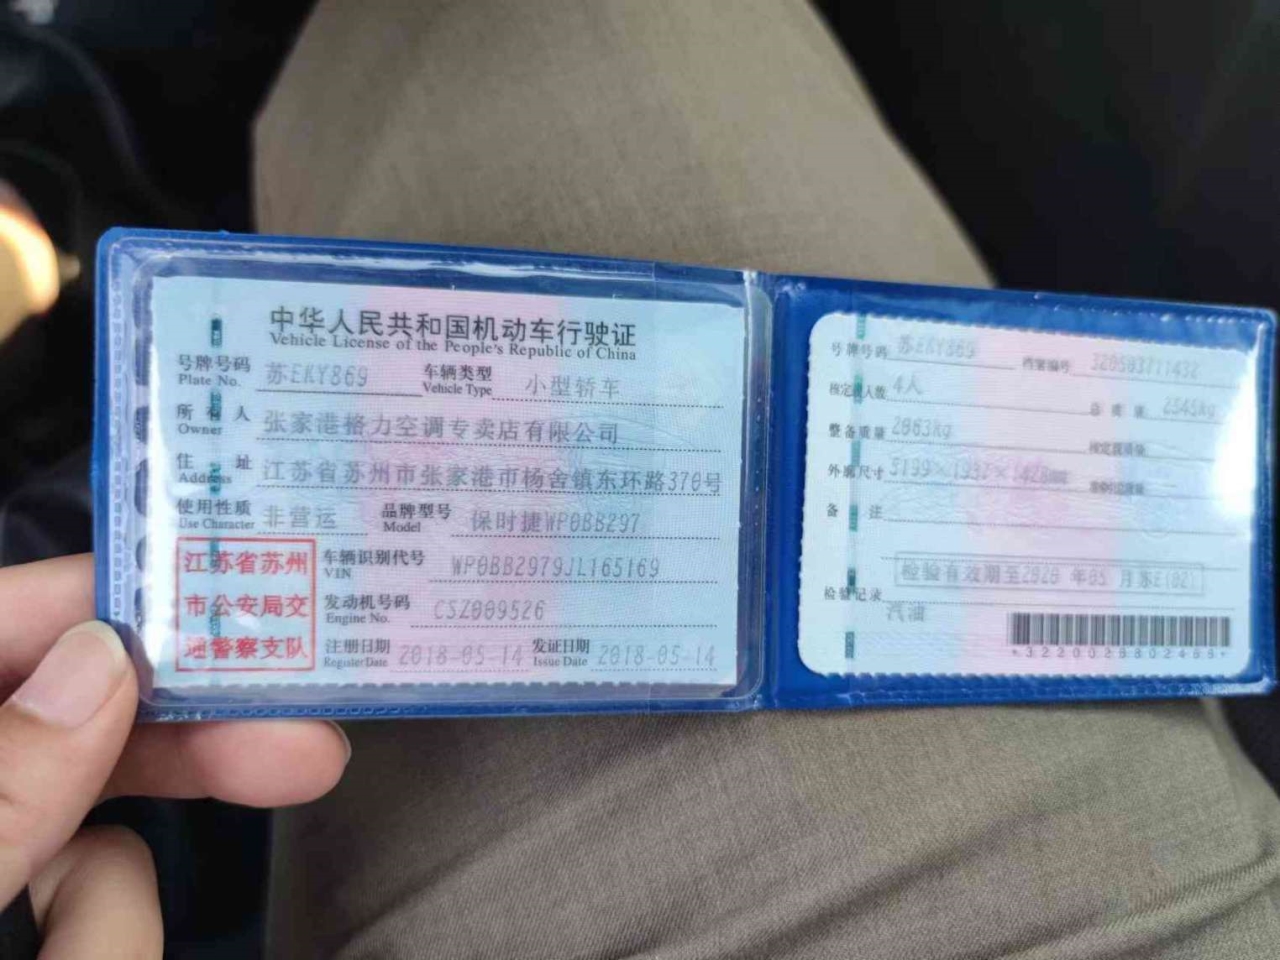 中华人民共和国机动车行驶证
Vehicle License of the People's Republic of China
号牌号码 苏EKY869 车辆类型 小型轿车
Plate No. Vehicle Type
所有人 张家港格力空调专卖店有限公司
Owner
住址 江苏省苏州市张家港市杨舍镇东环路370号
Address
使用性质 非营运 品牌型号 保时捷WP0BB297
Use Character Model
江苏省苏州
市公安局交
通警察支队
车辆识别代号 WP0BB2979JL165169
VIN
发动机号码 CSZ009526
Engine No.
注册日期 2018-05-14 发证日期 2018-05-14
Register Date Issue Date
号牌号码 苏EKY869 档案编号 320503711432
核定载人数 4人 总质量 2545kg
整备质量 2063kg 核定载质量
外廓尺寸 5199×1937×1428mm
备注
检验有效期至2020 年05 月苏E(02)
检验记录
汽油
*3220028802486*